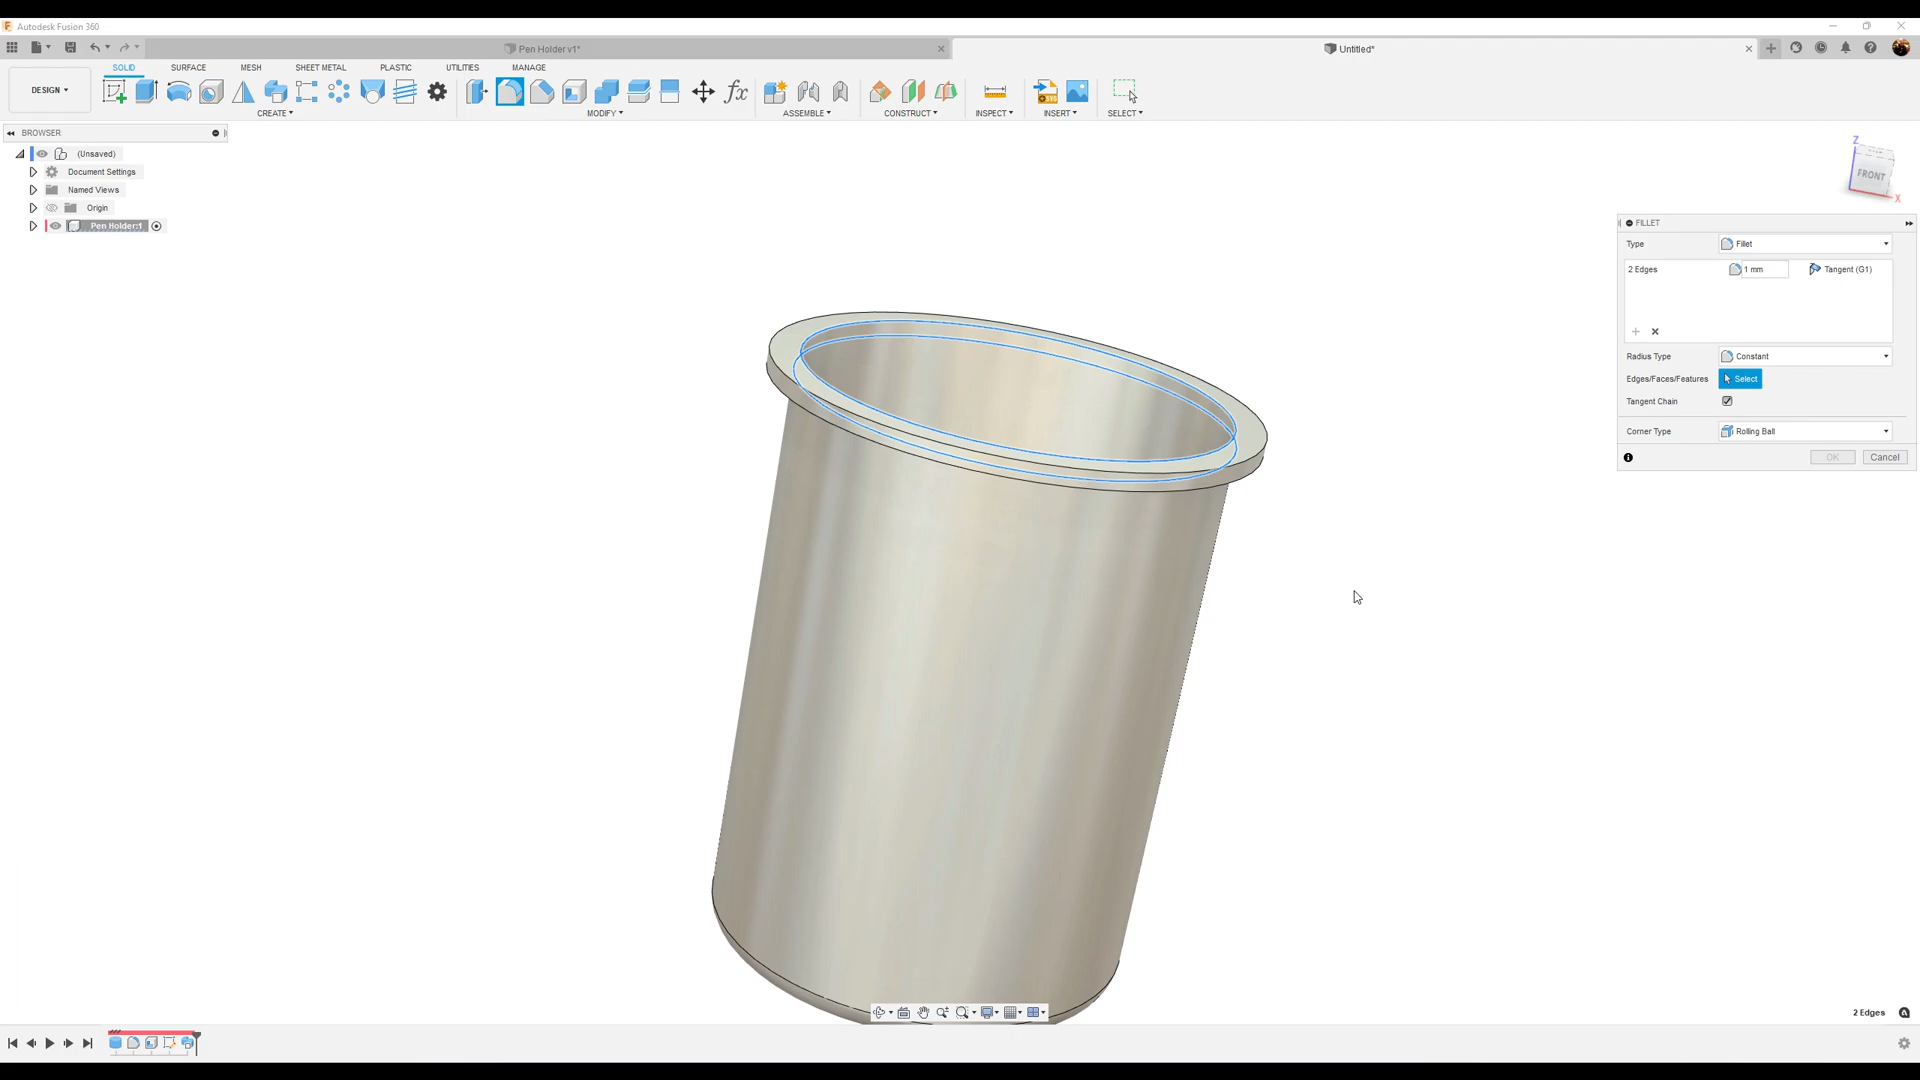 Autodesk Fusion 360
Pen Holder v1*
Untitled*
DESIGN
SOLID
SURFACE
MESH
SHEET METAL
PLASTIC
UTILITIES
MANAGE
CREATE
MODIFY
ASSEMBLE
CONSTRUCT
INSPECT
INSERT
SELECT
BROWSER
(Unsaved)
Document Settings
Named Views
Origin
Pen Holder:1
Z
FRONT
X
FILLET
Type
Fillet
2 Edges
1 mm
Tangent (G1)
Radius Type
Constant
Edges/Faces/Features
Select
Tangent Chain
Corner Type
Rolling Ball
OK
Cancel
2 Edges